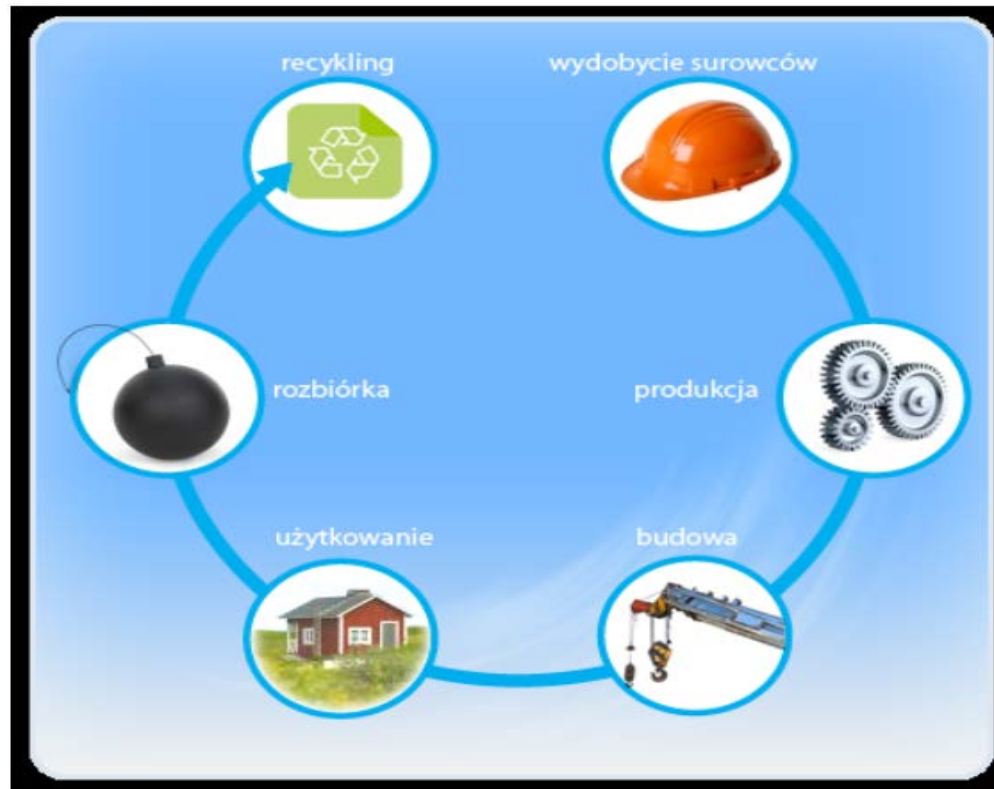 recykling
wydobycie surowców
rozbiórka
produkcja
użytkowanie
budowa